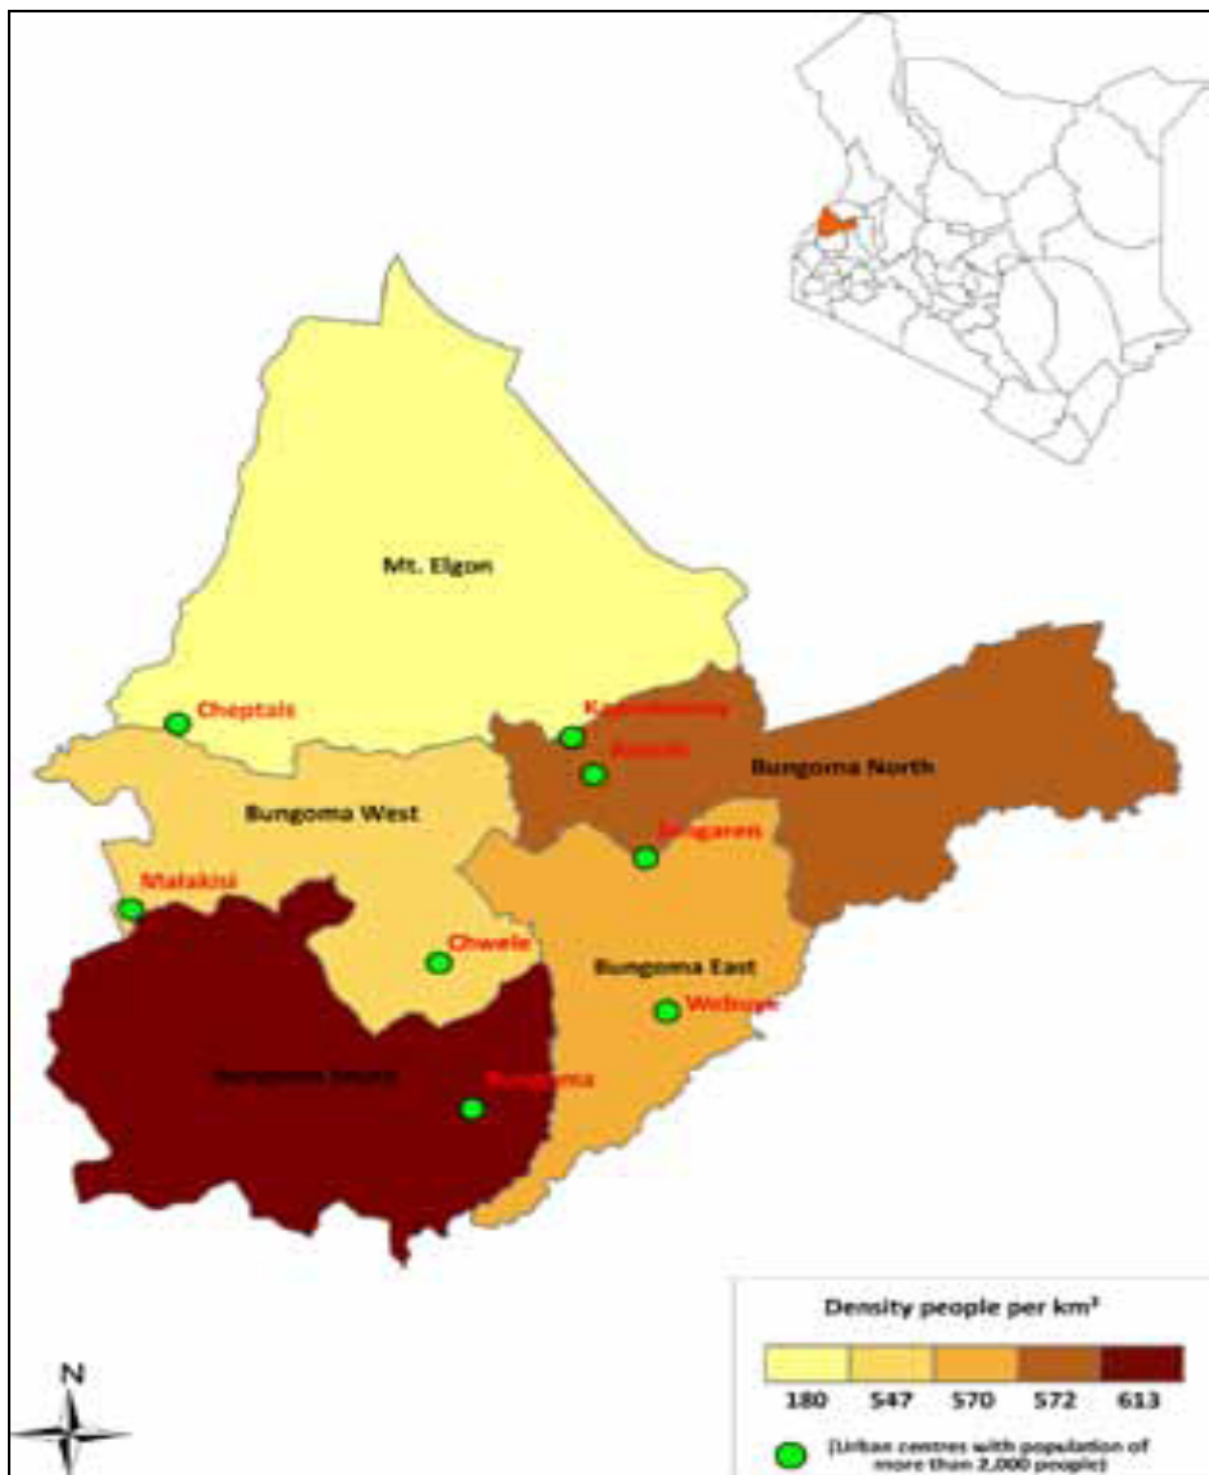 Mt. Elgon
Cheptais
Bungoma North
Bungoma West
Malakisi
Chwele
Bungoma East
Webuye
Bungoma
N
Density people per km²
180 547 570 572 613
(Urban centres with population of
more than 2,000 people)